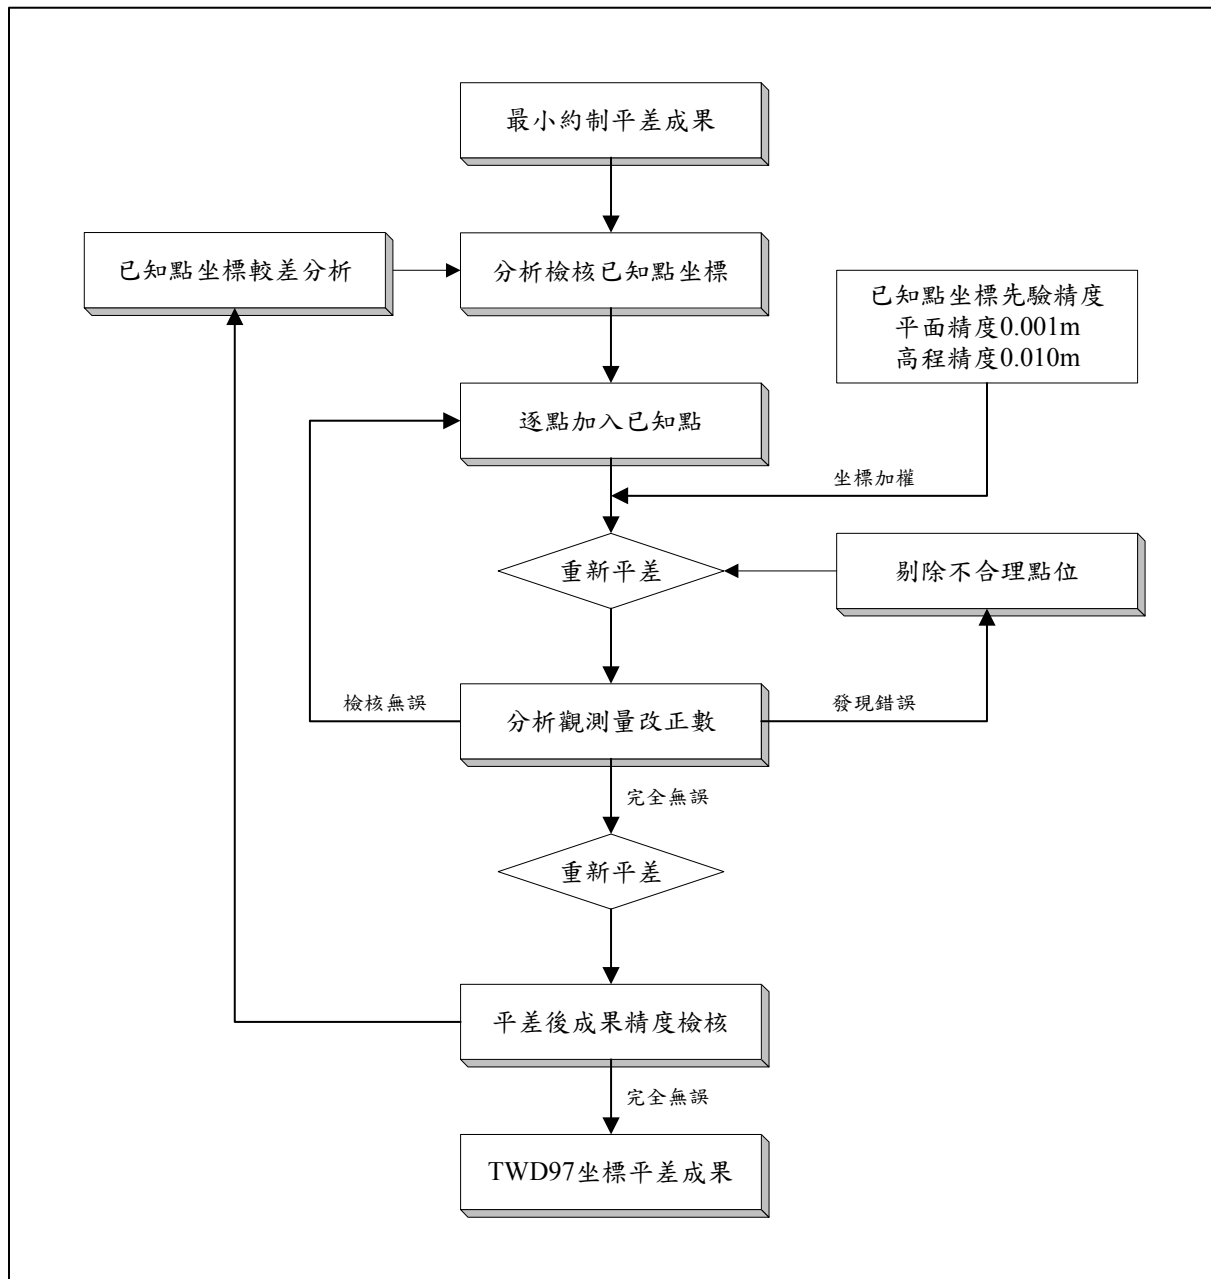 最小約制平差成果
已知點坐標較差分析
分析檢核已知點坐標
已知點坐標先驗精度
平面精度0.001m
高程精度0.010m
逐點加入已知點
坐標加權
重新平差
剔除不合理點位
檢核無誤
分析觀測量改正數
發現錯誤
完全無誤
重新平差
平差後成果精度檢核
完全無誤
TWD97坐標平差成果